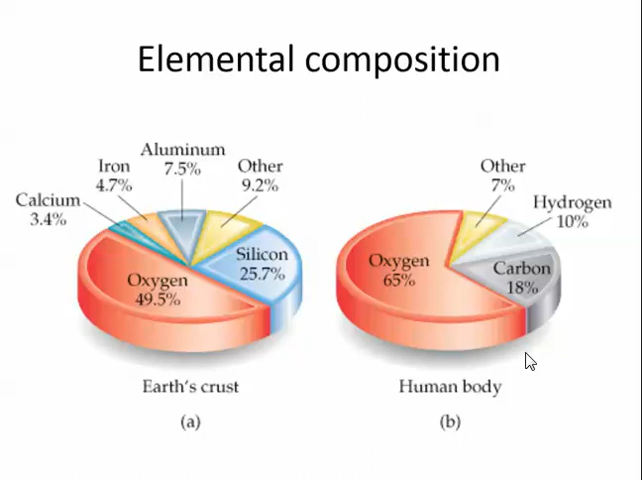 Elemental composition
Aluminum
7.5%
Iron
4.7%
Other
9.2%
Calcium
3.4%
Silicon
25.7%
Oxygen
49.5%
Earth's crust
(a)
Other
7%
Hydrogen
10%
Oxygen
65%
Carbon
18%
Human body
(b)